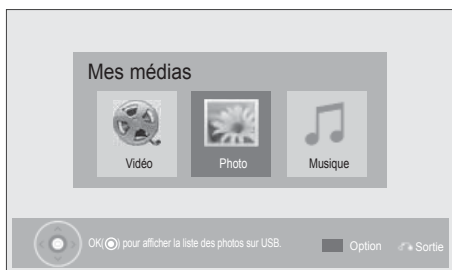 Mes médias
Vidéo Photo Musique
OK(◉) pour afficher la liste des photos sur USB. Option Sortie